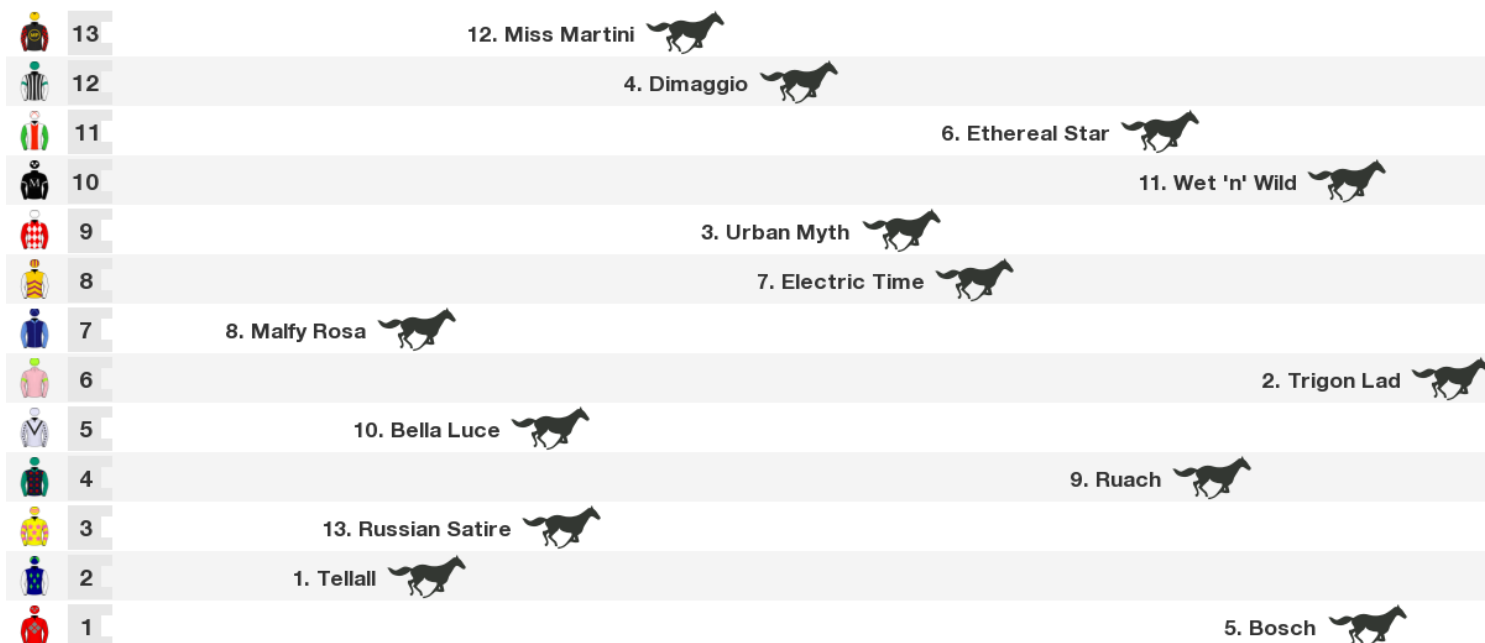 13 12. Miss Martini
12 4. Dimaggio
11 6. Ethereal Star
10 M 11. Wet 'n' Wild
9 3. Urban Myth
8 7. Electric Time
7 8. Malfy Rosa
6 2. Trigon Lad
5 10. Bella Luce
4 9. Ruach
3 13. Russian Satire
2 1. Tellall
1 5. Bosch